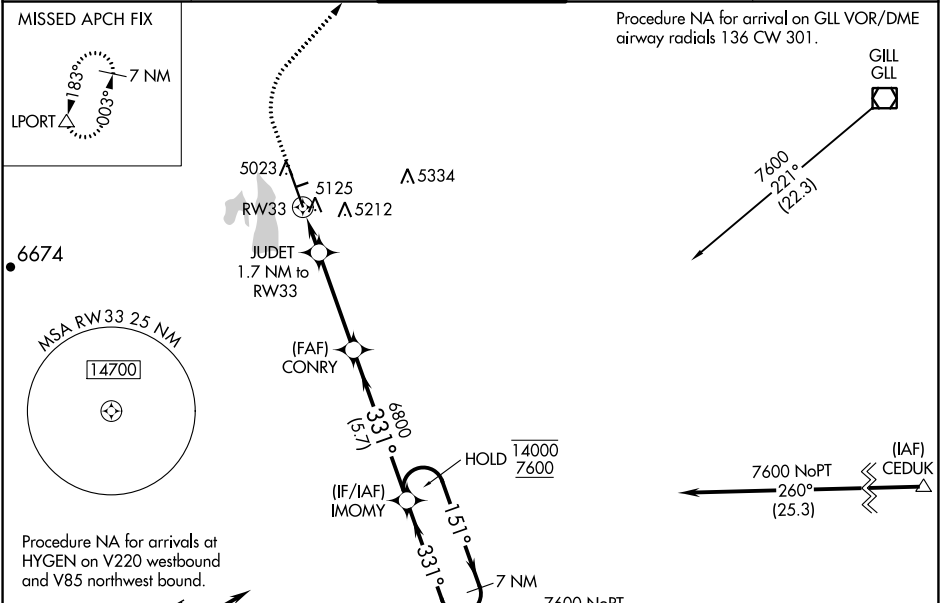 MISSED APCH FIX
183°
7 NM
003°
LPORT
Procedure NA for arrival on GLL VOR/DME
airway radials 136 CW 301.
GILL
GLL
7600
221°
(22.3)
5023
5125
5334
RW33
5212
JUDET
1.7 NM to
RW33
6674
MSA RW33 25 NM
14700
(FAF)
CONRY
6800
331°
(5.7)
HOLD
14000
7600
(IF/IAF)
IMOMY
151°
331°
7 NM
7600 NoPT
(IAF)
CEDUK
7600 NoPT
260°
(25.3)
Procedure NA for arrivals at
HYGEN on V220 westbound
and V85 northwest bound.